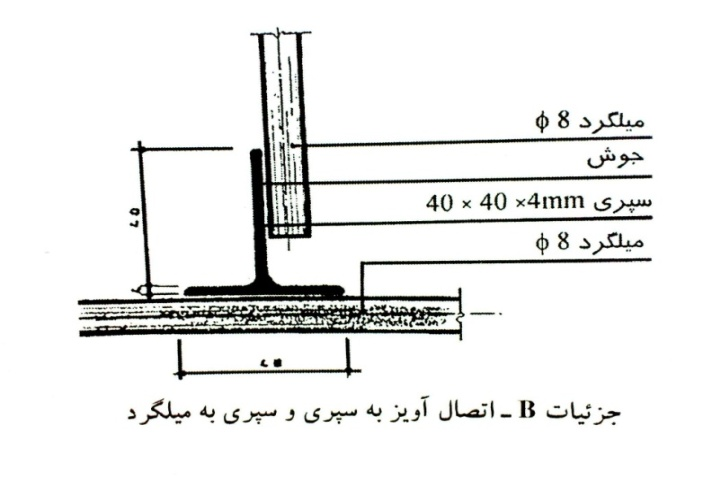 میلگرد 8 ϕ
جوش
سپری 40 × 40 ×4mm
میلگرد 8 ϕ
جزئیات B ـ اتصال آویز به سپری و سپری به میلگرد